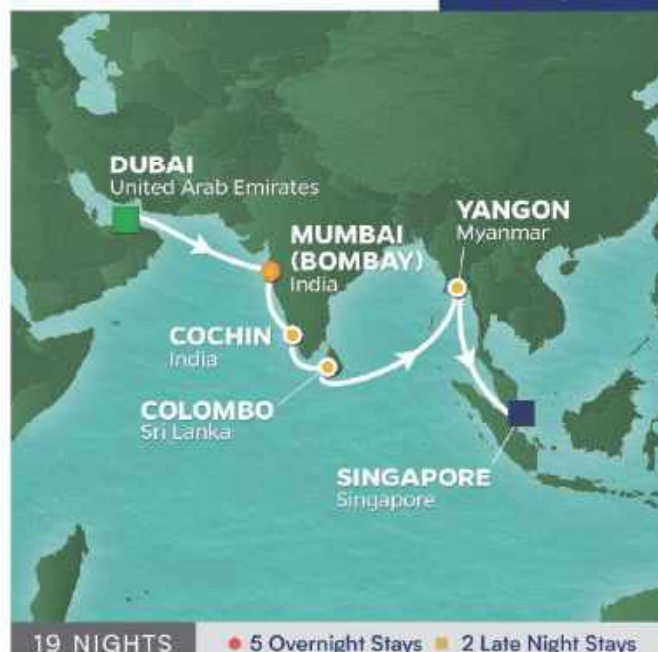 DUBAI
United Arab Emirates
MUMBAI
(BOMBAY)
India
YANGON
Myanmar
COCHIN
India
COLOMBO
Sri Lanka
SINGAPORE
Singapore
19 NIGHTS
5 Overnight Stays
2 Late Night Stays